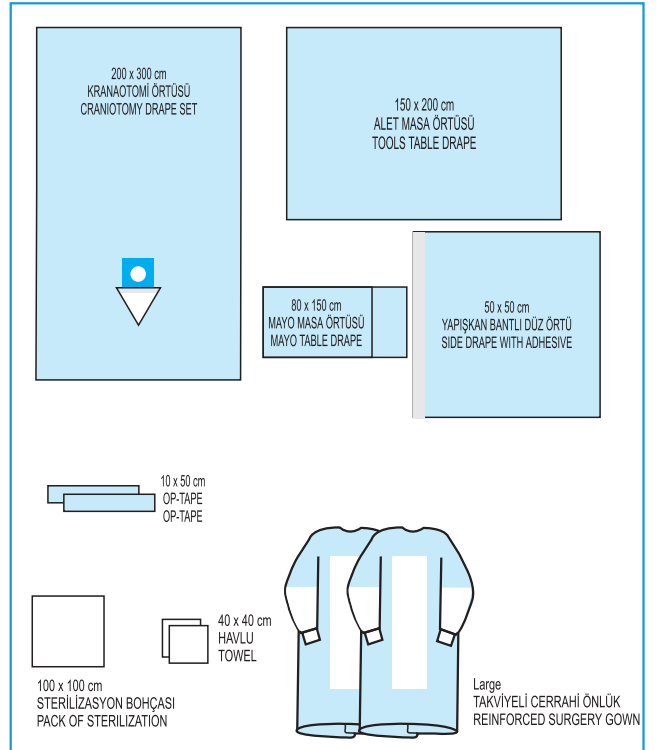 200 x 300 cm
KRANAOTOMİ ÖRTÜSÜ
CRANIOTOMY DRAPE SET
150 x 200 cm
ALET MASA ÖRTÜSÜ
TOOLS TABLE DRAPE
80 x 150 cm
MAYO MASA ÖRTÜSÜ
MAYO TABLE DRAPE
50 x 50 cm
YAPIŞKAN BANTLI DÜZ ÖRTÜ
SIDE DRAPE WITH ADHESIVE
10 x 50 cm
OP-TAPE
OP-TAPE
100 x 100 cm
STERİLİZASYON BOHÇASI
PACK OF STERILIZATION
40 x 40 cm
HAVLU
TOWEL
Large
TAKVİYELİ CERRAHİ ÖNLÜK
REINFORCED SURGERY GOWN